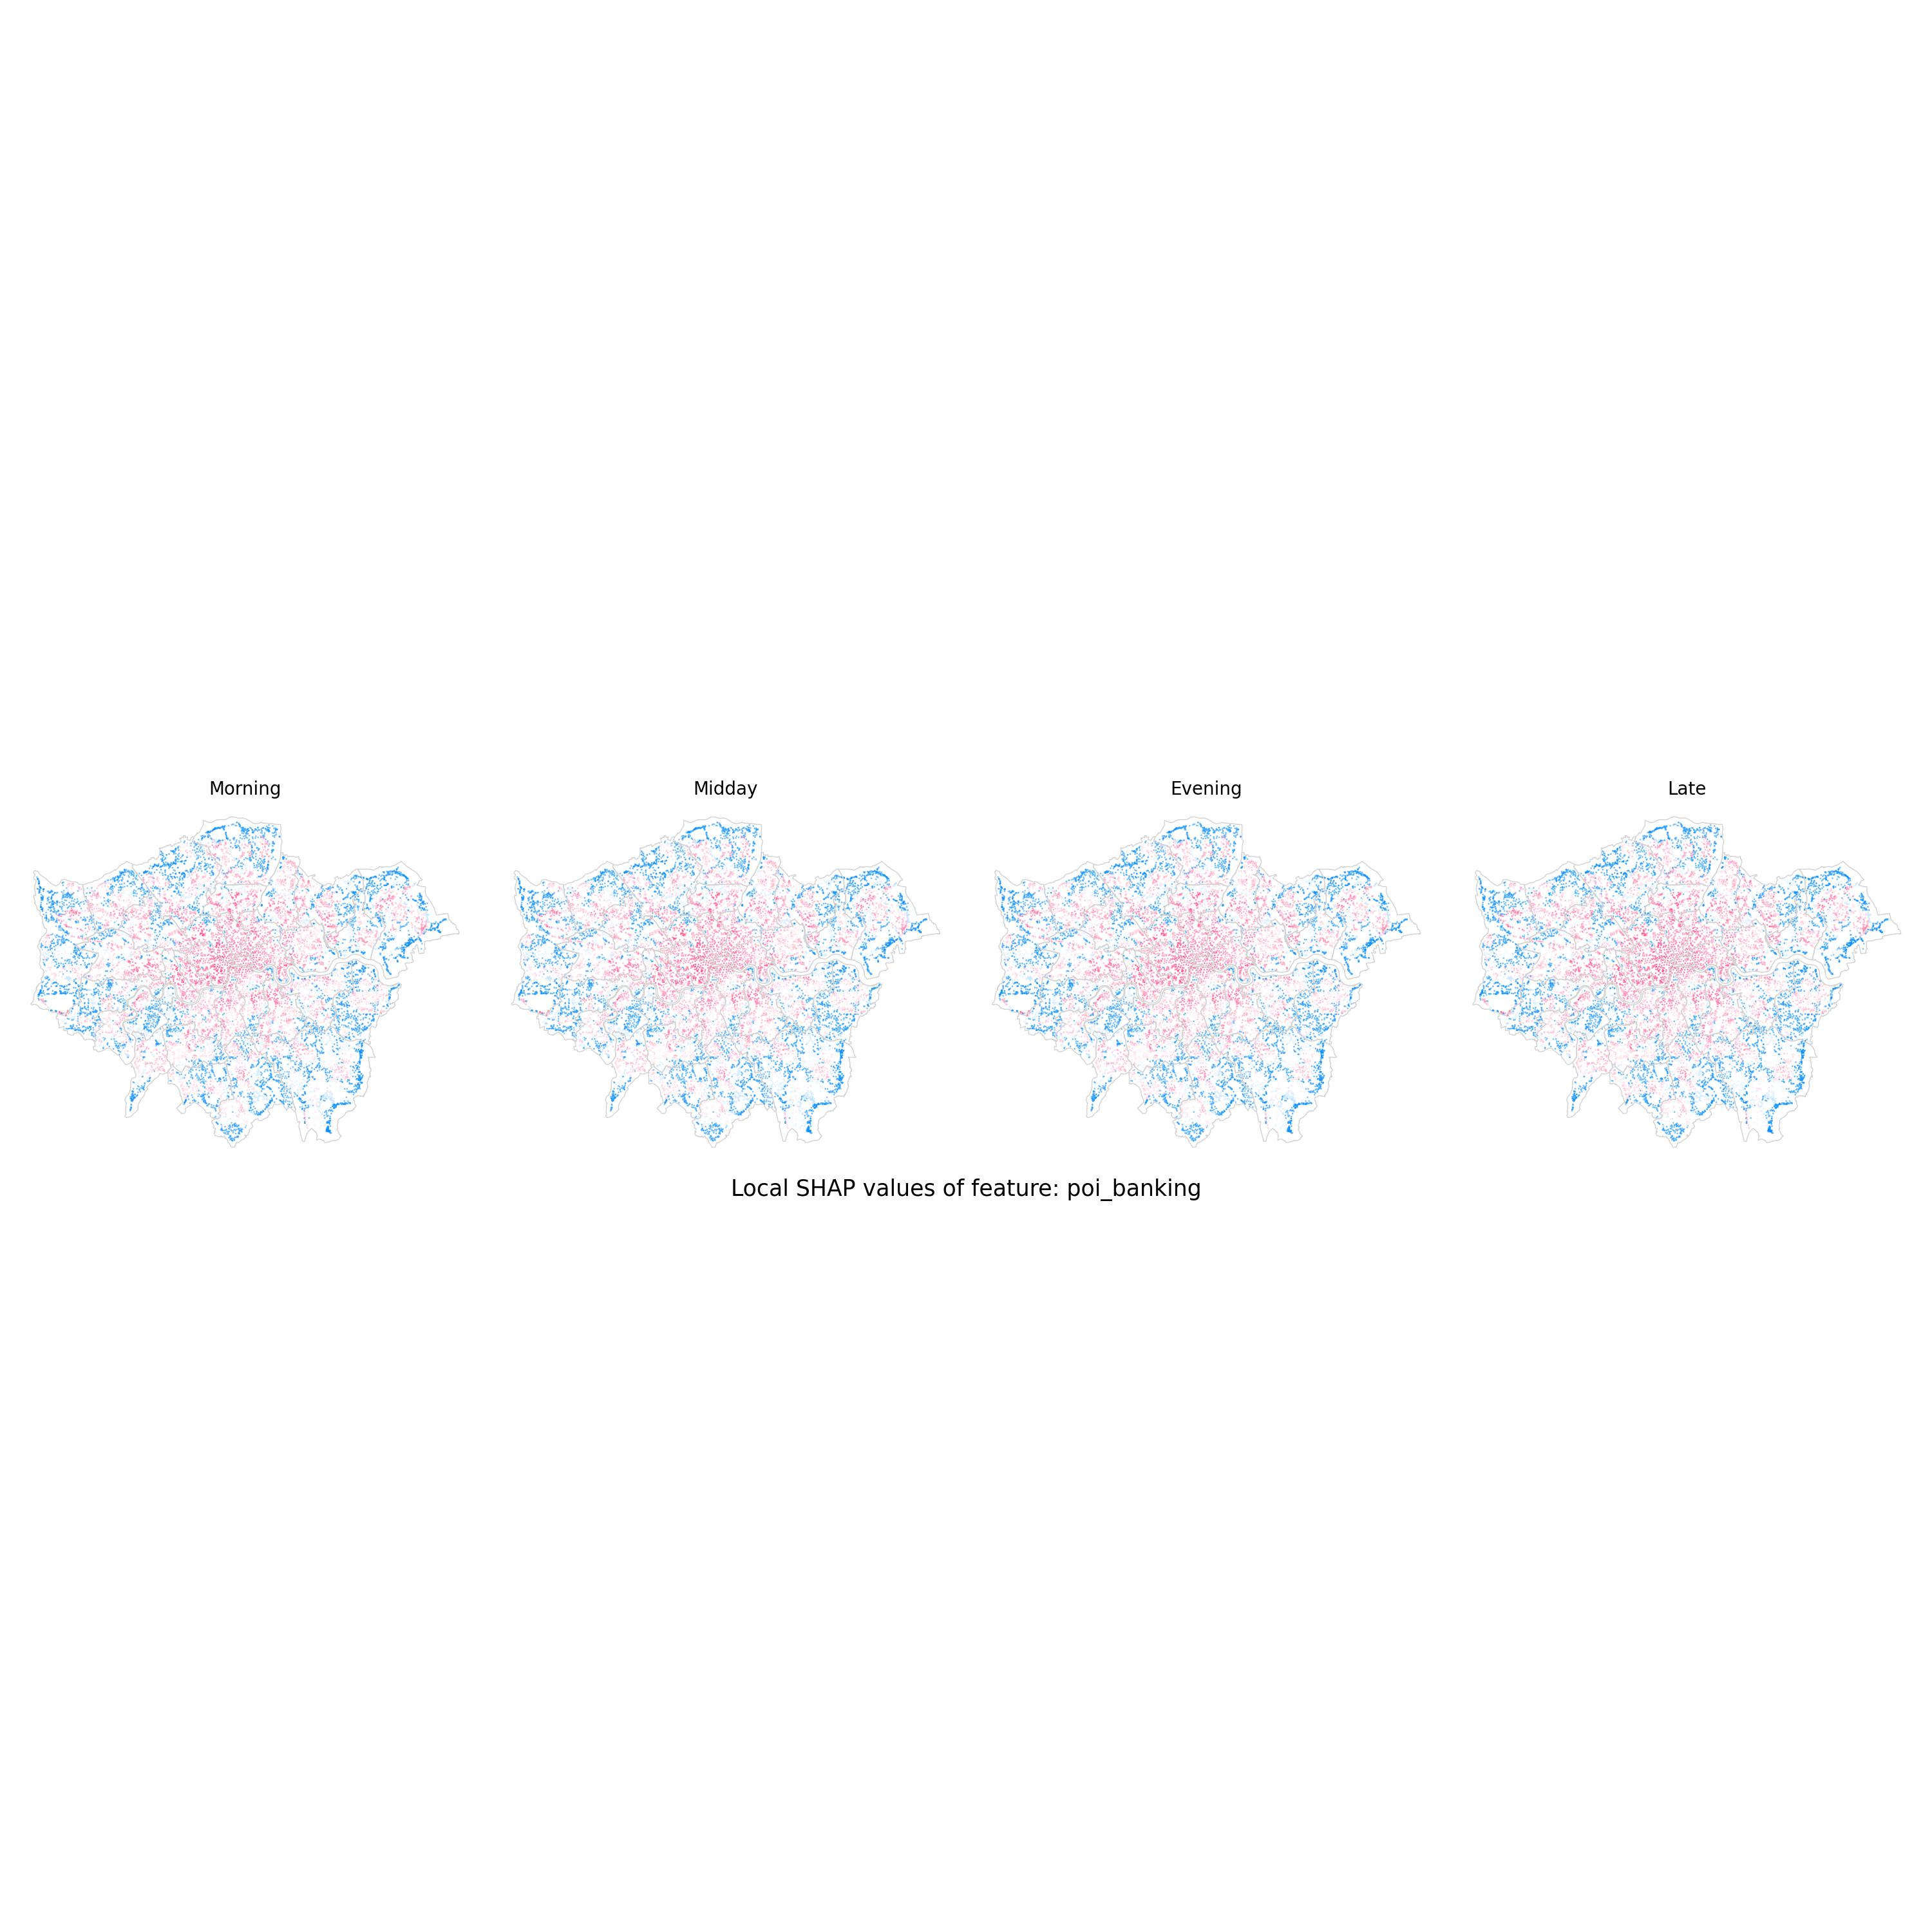 Morning Midday Evening Late
Local SHAP values of feature: poi_banking